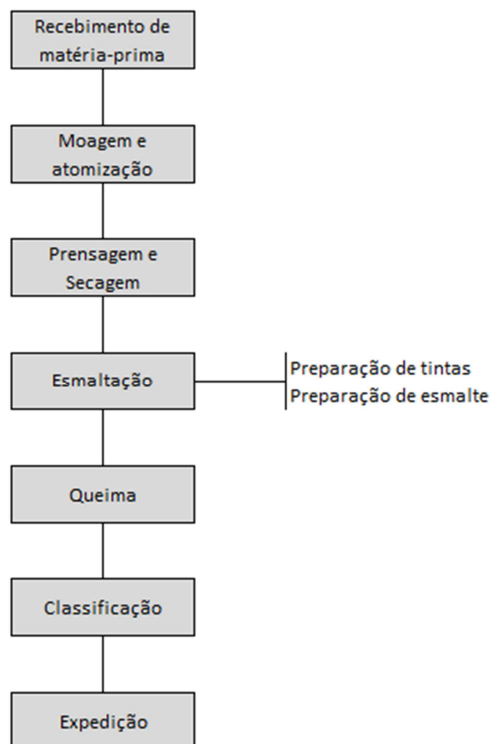 Recebimento de
matéria-prima
Moagem e
atomização
Prensagem e
Secagem
Esmaltação
Preparação de tintas
Preparação de esmalte
Queima
Classificação
Expedição